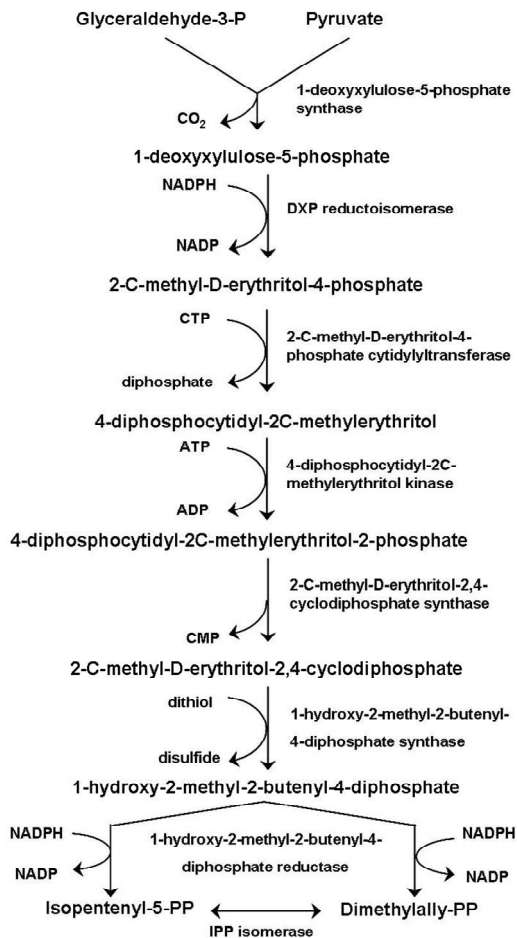 Glyceraldehyde-3-P
Pyruvate
1-deoxyxylulose-5-phosphate
synthase
CO2
1-deoxyxylulose-5-phosphate
NADPH
DXP reductoisomerase
NADP
2-C-methyl-D-erythritol-4-phosphate
CTP
2-C-methyl-D-erythritol-4-
phosphate cytidylyltransferase
diphosphate
4-diphosphocytidyl-2C-methylerythritol
ATP
4-diphosphocytidyl-2C-
methylerythritol kinase
ADP
4-diphosphocytidyl-2C-methylerythritol-2-phosphate
2-C-methyl-D-erythritol-2,4-
cyclodiphosphate synthase
CMP
2-C-methyl-D-erythritol-2,4-cyclodiphosphate
dithiol
1-hydroxy-2-methyl-2-butenyl-
4-diphosphate synthase
disulfide
1-hydroxy-2-methyl-2-butenyl-4-diphosphate
NADPH
1-hydroxy-2-methyl-2-butenyl-4-
diphosphate reductase
NADPH
NADP
NADP
Isopentenyl-5-PP
Dimethylally-PP
IPP isomerase